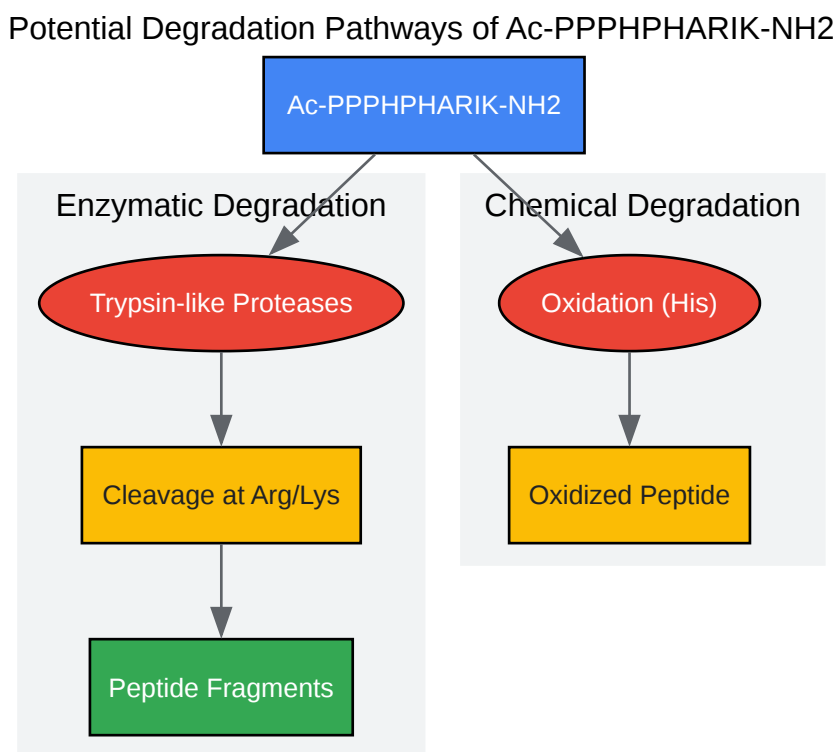 Potential Degradation Pathways of Ac-PPPHPHARIK-NH2
Ac-PPPHPHARIK-NH2
Enzymatic Degradation
Chemical Degradation
Trypsin-like Proteases
Oxidation (His)
Cleavage at Arg/Lys
Oxidized Peptide
Peptide Fragments